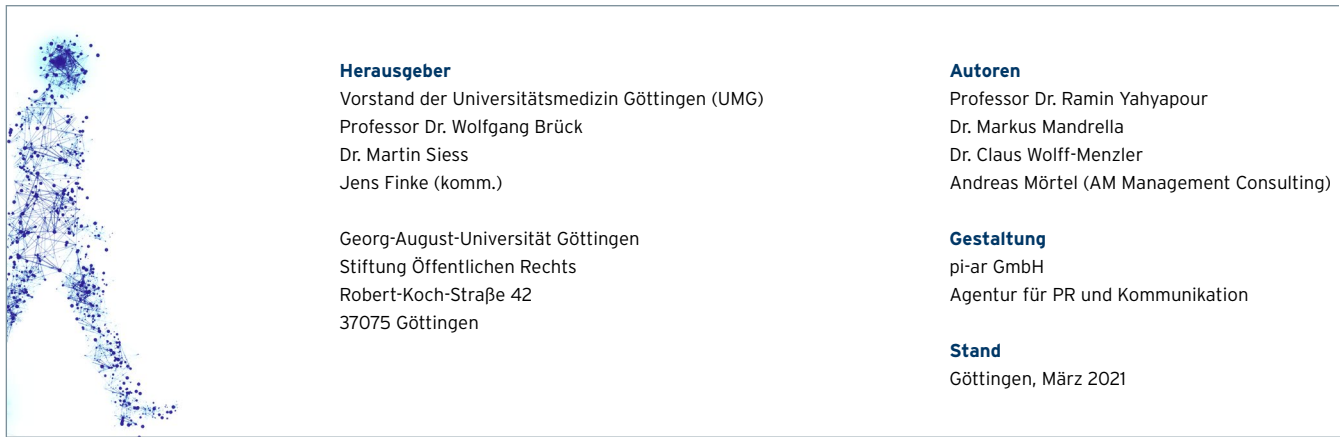 Herausgeber
Vorstand der Universitätsmedizin Göttingen (UMG)
Professor Dr. Wolfgang Brück
Dr. Martin Siess
Jens Finke (komm.)
Georg-August-Universität Göttingen
Stiftung Öffentlichen Rechts
Robert-Koch-Straße 42
37075 Göttingen
Autoren
Professor Dr. Ramin Yahyapour
Dr. Markus Mandrella
Dr. Claus Wolff-Menzler
Andreas Mörtel (AM Management Consulting)
Gestaltung
pi-ar GmbH
Agentur für PR und Kommunikation
Stand
Göttingen, März 2021